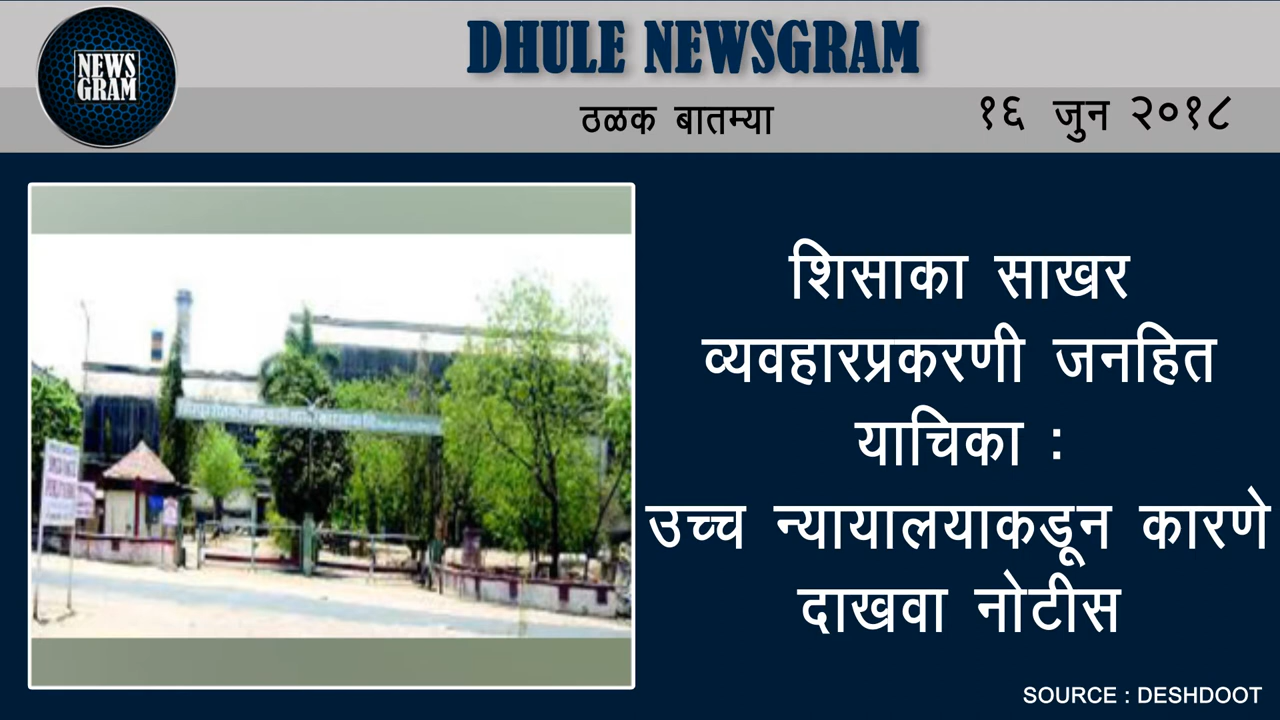 NEWS
GRAM
DHULE NEWSGRAM
ठळक बातम्या
१६ जुन २०१८
शिसाका साखर
व्यवहारप्रकरणी जनहित
याचिका :
उच्च न्यायालयाकडून कारणे
दाखवा नोटीस
SOURCE : DESHDOOT